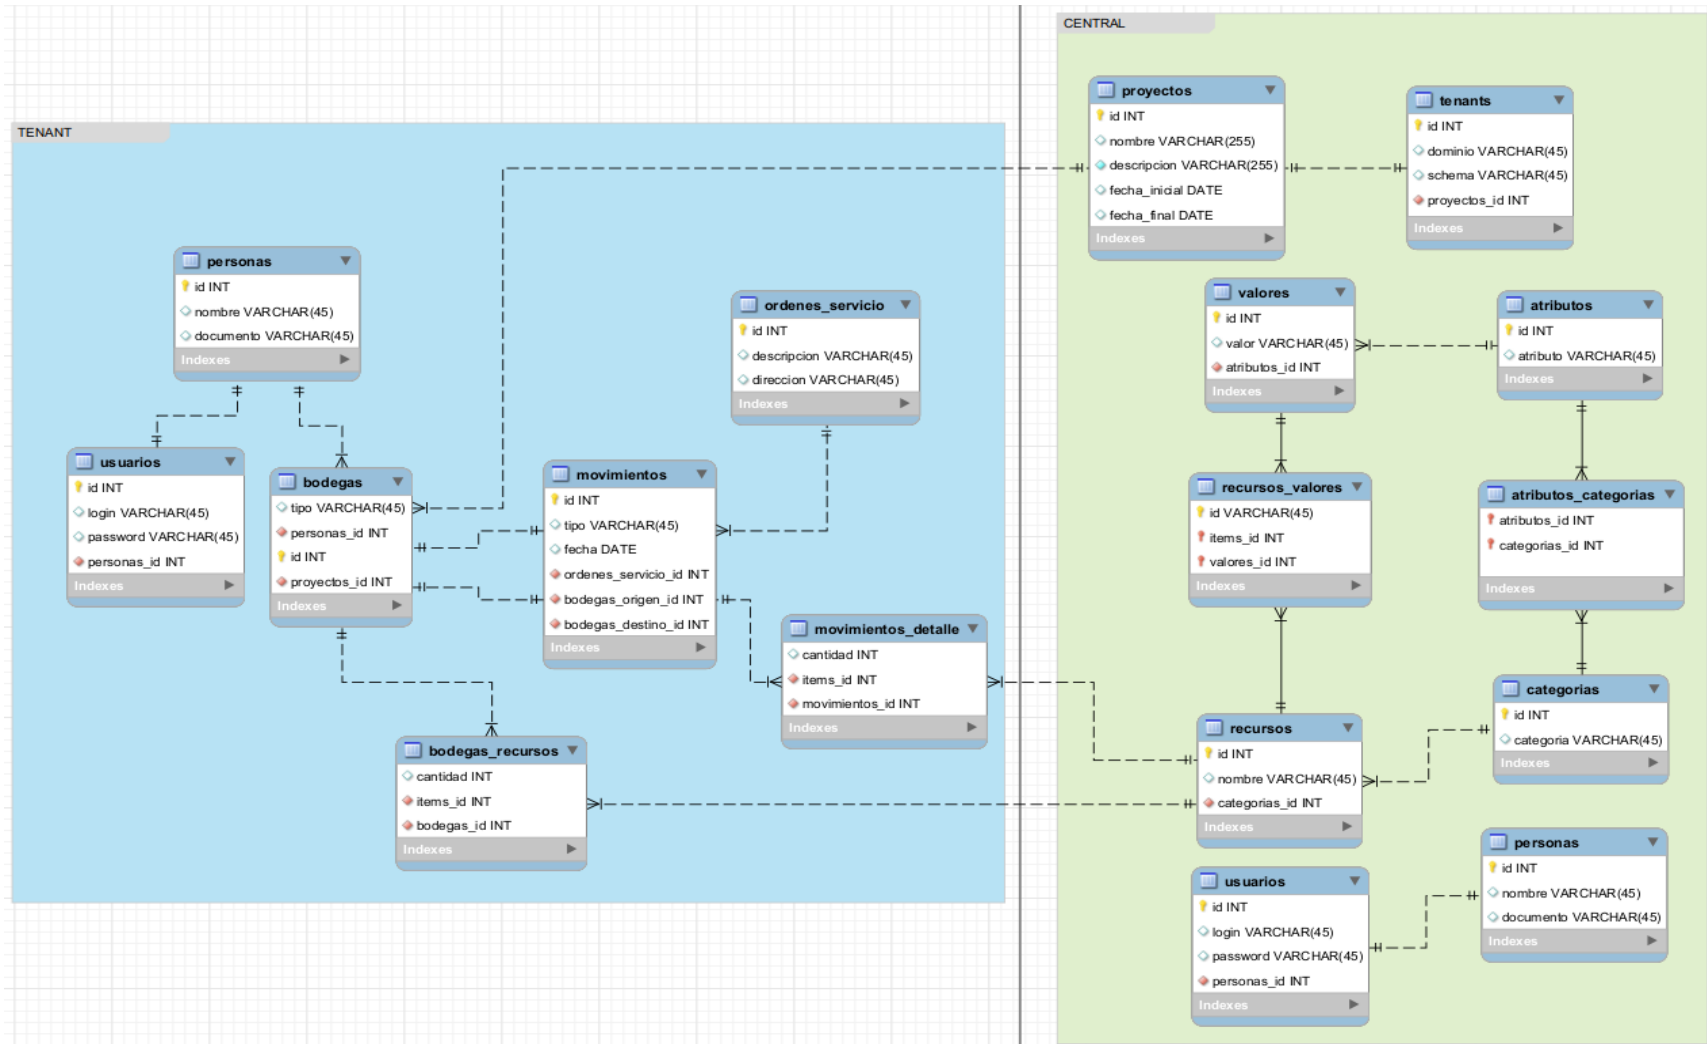 TENANT
personas
id INT
nombre VARCHAR(45)
documento VARCHAR(45)
Indexes
usuarios
id INT
login VARCHAR(45)
password VARCHAR(45)
personas_id INT
Indexes
bodegas
tipo VARCHAR(45)
personas_id INT
id INT
proyectos_id INT
Indexes
movimientos
id INT
tipo VARCHAR(45)
fecha DATE
ordenes_servicio_id INT
bodegas_origen_id INT
bodegas_destino_id INT
Indexes
ordenes_servicio
id INT
descripcion VARCHAR(45)
direccion VARCHAR(45)
Indexes
movimientos_detalle
cantidad INT
items_id INT
movimientos_id INT
Indexes
bodegas_recursos
cantidad INT
items_id INT
bodegas_id INT
Indexes
CENTRAL
proyectos
id INT
nombre VARCHAR(255)
descripcion VARCHAR(255)
fecha_inicial DATE
fecha_final DATE
Indexes
tenants
id INT
dominio VARCHAR(45)
schema VARCHAR(45)
proyectos_id INT
Indexes
valores
id INT
valor VARCHAR(45)
atributos_id INT
Indexes
atributos
id INT
atributo VARCHAR(45)
Indexes
recursos_valores
id VARCHAR(45)
items_id INT
valores_id INT
Indexes
atributos_categorias
atributos_id INT
categorias_id INT
Indexes
recursos
id INT
nombre VARCHAR(45)
categorias_id INT
Indexes
categorias
id INT
categoria VARCHAR(45)
Indexes
usuarios
id INT
login VARCHAR(45)
password VARCHAR(45)
personas_id INT
Indexes
personas
id INT
nombre VARCHAR(45)
documento VARCHAR(45)
Indexes